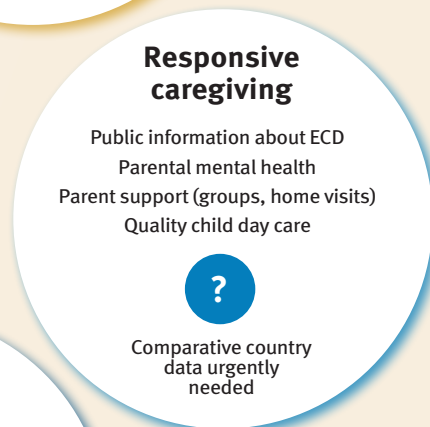 Responsive
caregiving
Public information about ECD
Parental mental health
Parent support (groups, home visits)
Quality child day care
?
Comparative country
data urgently
needed